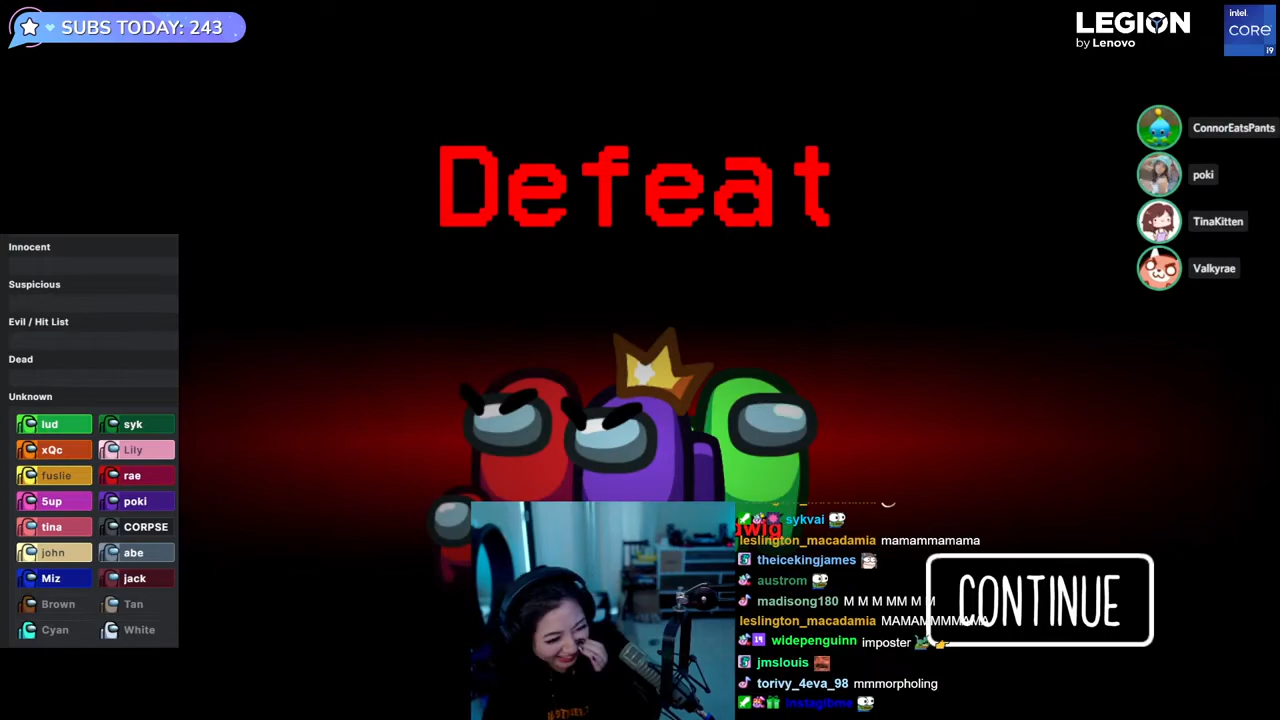 SUBS TODAY: 243
LEGION
by Lenovo
intel.
CORE
i9
ConnorEatsPants
poki
TinaKitten
Valkyrae
Defeat
Innocent
Suspicious
Evil / Hit List
Dead
Unknown
lud
syk
xQc
Lily
fuslie
rae
5up
poki
tina
CORPSE
john
abe
Miz
jack
Brown
Tan
Cyan
White
sykvai
leslington_macadamia mamammamama
theicekingjames
austrom
madisong180 M M M MM M M
leslington_macadamia MAMAMMMMAMA
widepenguinn imposter
jmslouis
torivy_4eva_98 mmmorpholing
instagibme
CONTINUE